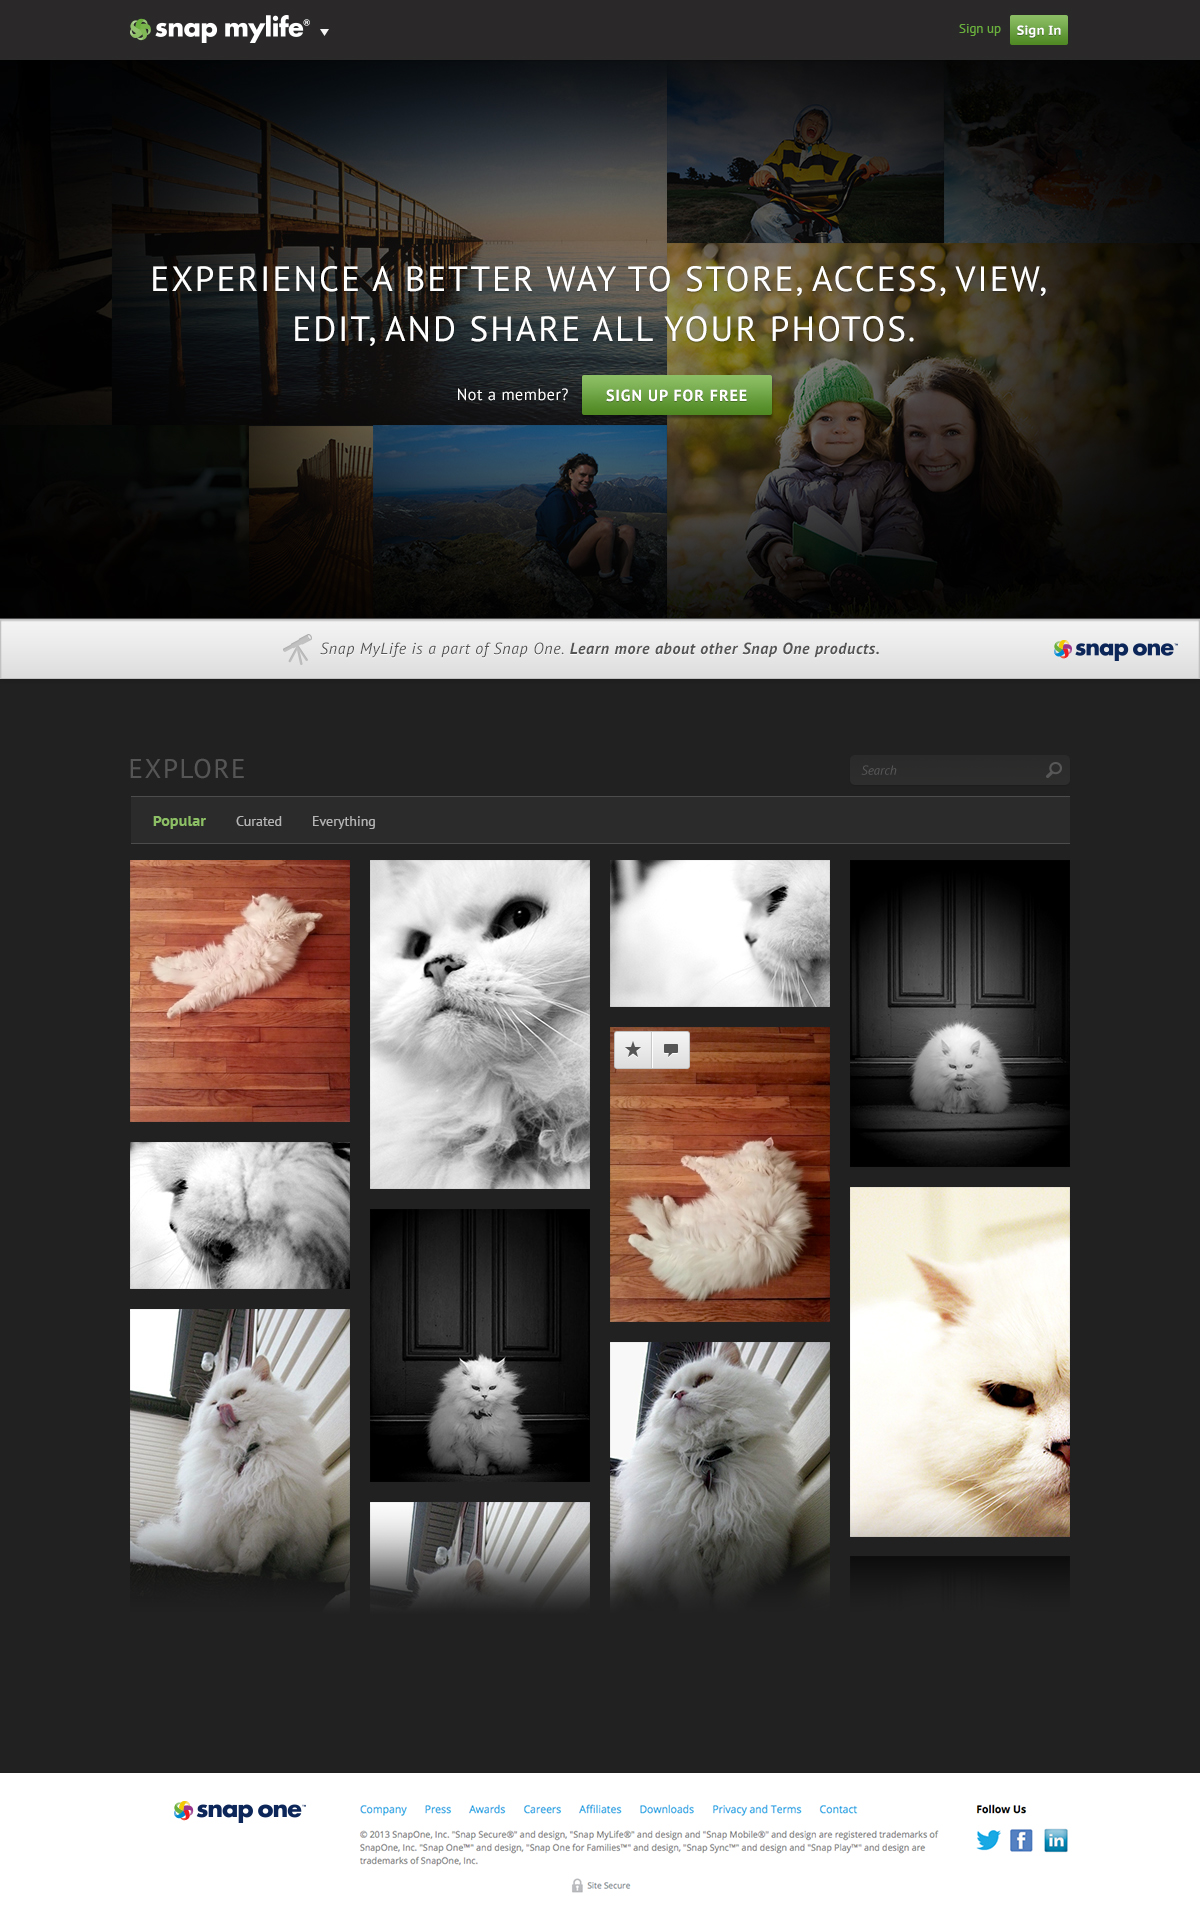 snap mylife®
Sign up
Sign In
EXPERIENCE A BETTER WAY TO STORE, ACCESS, VIEW,
EDIT, AND SHARE ALL YOUR PHOTOS.
Not a member?
SIGN UP FOR FREE
Snap MyLife is a part of Snap One. Learn more about other Snap One products.
snap one™
EXPLORE
Search
Popular
Curated
Everything
snap one™
Company
Press
Awards
Careers
Affiliates
Downloads
Privacy and Terms
Contact
© 2013 SnapOne, Inc. "Snap Secure®" and design, "Snap MyLife®" and design and "Snap Mobile®" and design are registered trademarks of
SnapOne, Inc. "Snap One™" and design, "Snap One for Families™" and design, "Snap Sync™" and design and "Snap Play™" and design are
trademarks of SnapOne, Inc.
Site Secure
Follow Us
f
in